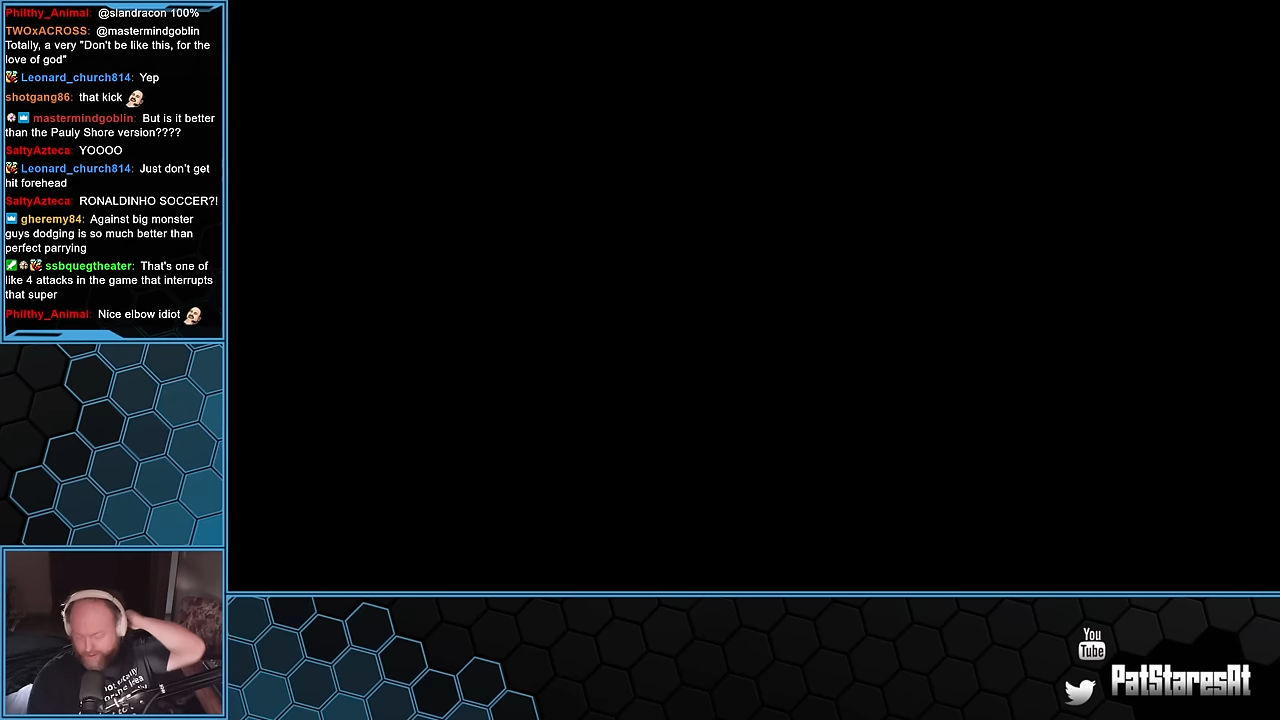 Philthy_Animal: @slandracon 100%
TWOxACROSS: @mastermindgoblin
Totally, a very "Don't be like this, for the
love of god"
Leonard_church814: Yep
shotgang86: that kick
mastermindgoblin: But is it better
than the Pauly Shore version????
SaltyAzteca: YOOOO
Leonard_church814: Just don't get
hit forehead
SaltyAzteca: RONALDINHO SOCCER?!
gheremy84: Against big monster
guys dodging is so much better than
perfect parrying
ssbquegtheater: That's one of
like 4 attacks in the game that interrupts
that super
Philthy_Animal: Nice elbow idiot
You
Tube
PatStaresAt